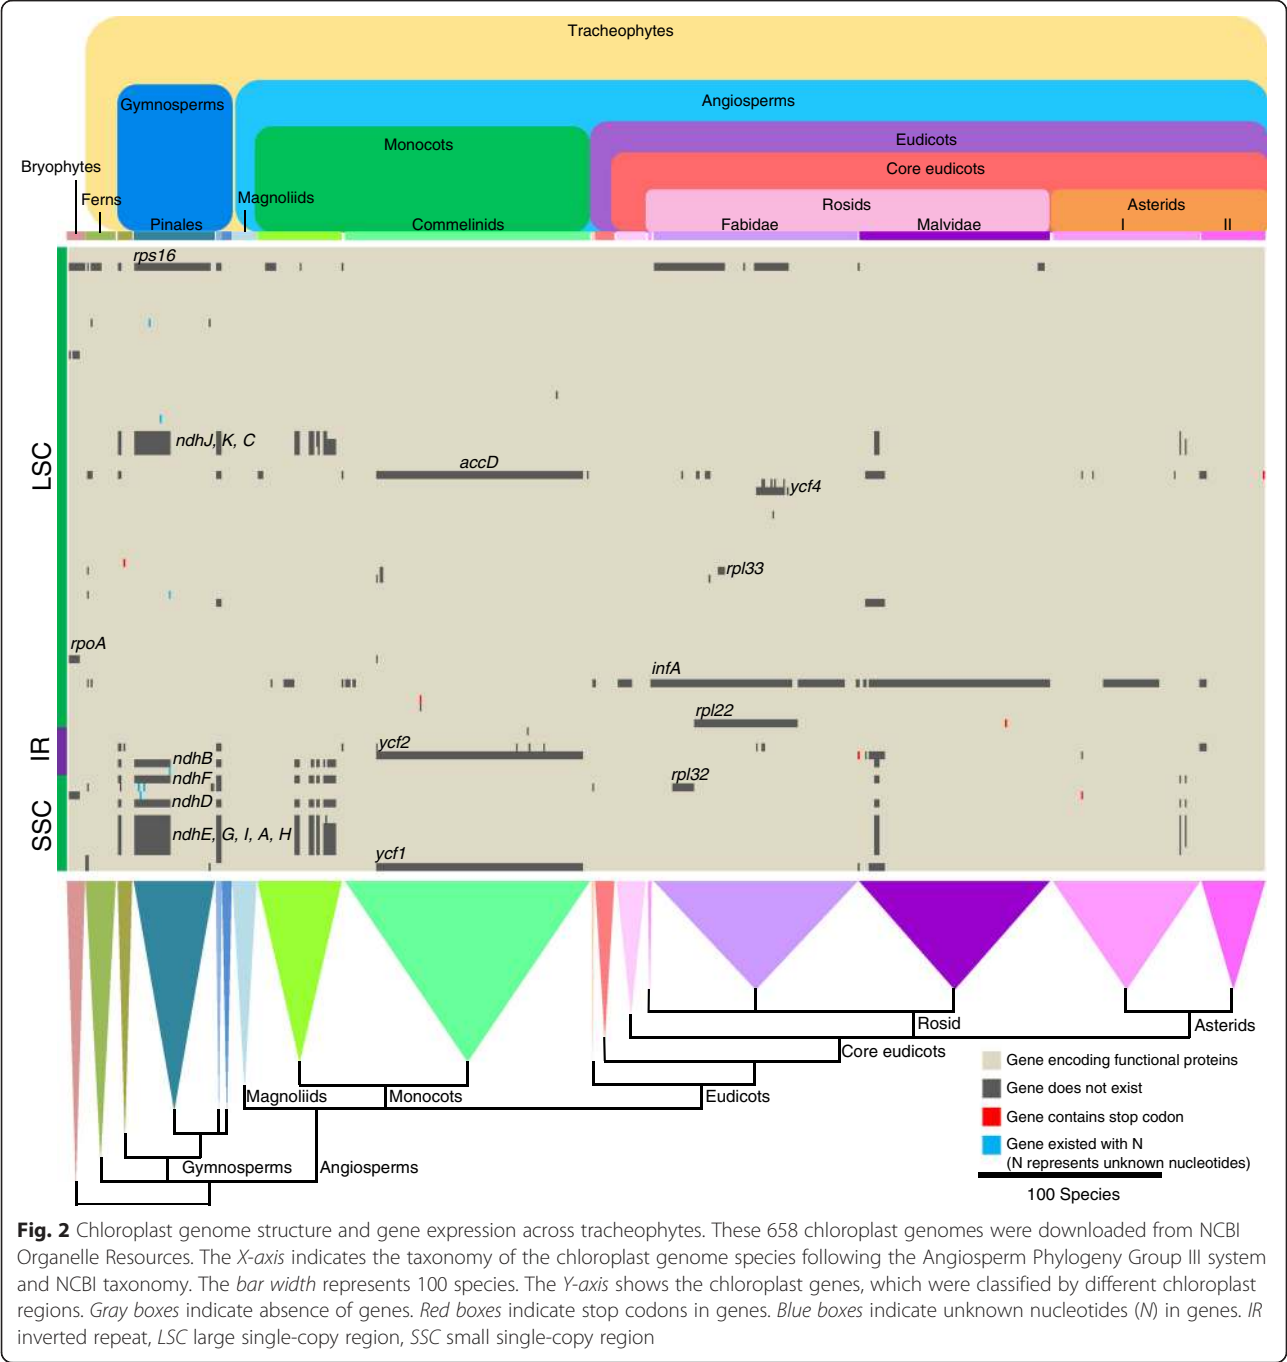 Tracheophytes
Gymnosperms
Angiosperms
Monocots
Eudicots
Bryophytes
Core eudicots
Ferns
Magnoliids
Rosids
Asterids
Pinales
Commelinids
Fabidae
Malvidae
I
II
rps16
LSC
ndhJ, K, C
accD
ycf4
rpl33
rpoA
infA
rpl22
IR
ycf2
ndhB
ndhF
rpl32
SSC
ndhD
ndhE, G, I, A, H
ycf1
Rosid
Asterids
Core eudicots
Magnoliids
Monocots
Eudicots
Gymnosperms
Angiosperms
Gene encoding functional proteins
Gene does not exist
Gene contains stop codon
Gene existed with N
(N represents unknown nucleotides)
100 Species
Fig. 2 Chloroplast genome structure and gene expression across tracheophytes. These 658 chloroplast genomes were downloaded from NCBI
Organelle Resources. The X-axis indicates the taxonomy of the chloroplast genome species following the Angiosperm Phylogeny Group III system
and NCBI taxonomy. The bar width represents 100 species. The Y-axis shows the chloroplast genes, which were classified by different chloroplast
regions. Gray boxes indicate absence of genes. Red boxes indicate stop codons in genes. Blue boxes indicate unknown nucleotides (N) in genes. IR
inverted repeat, LSC large single-copy region, SSC small single-copy region